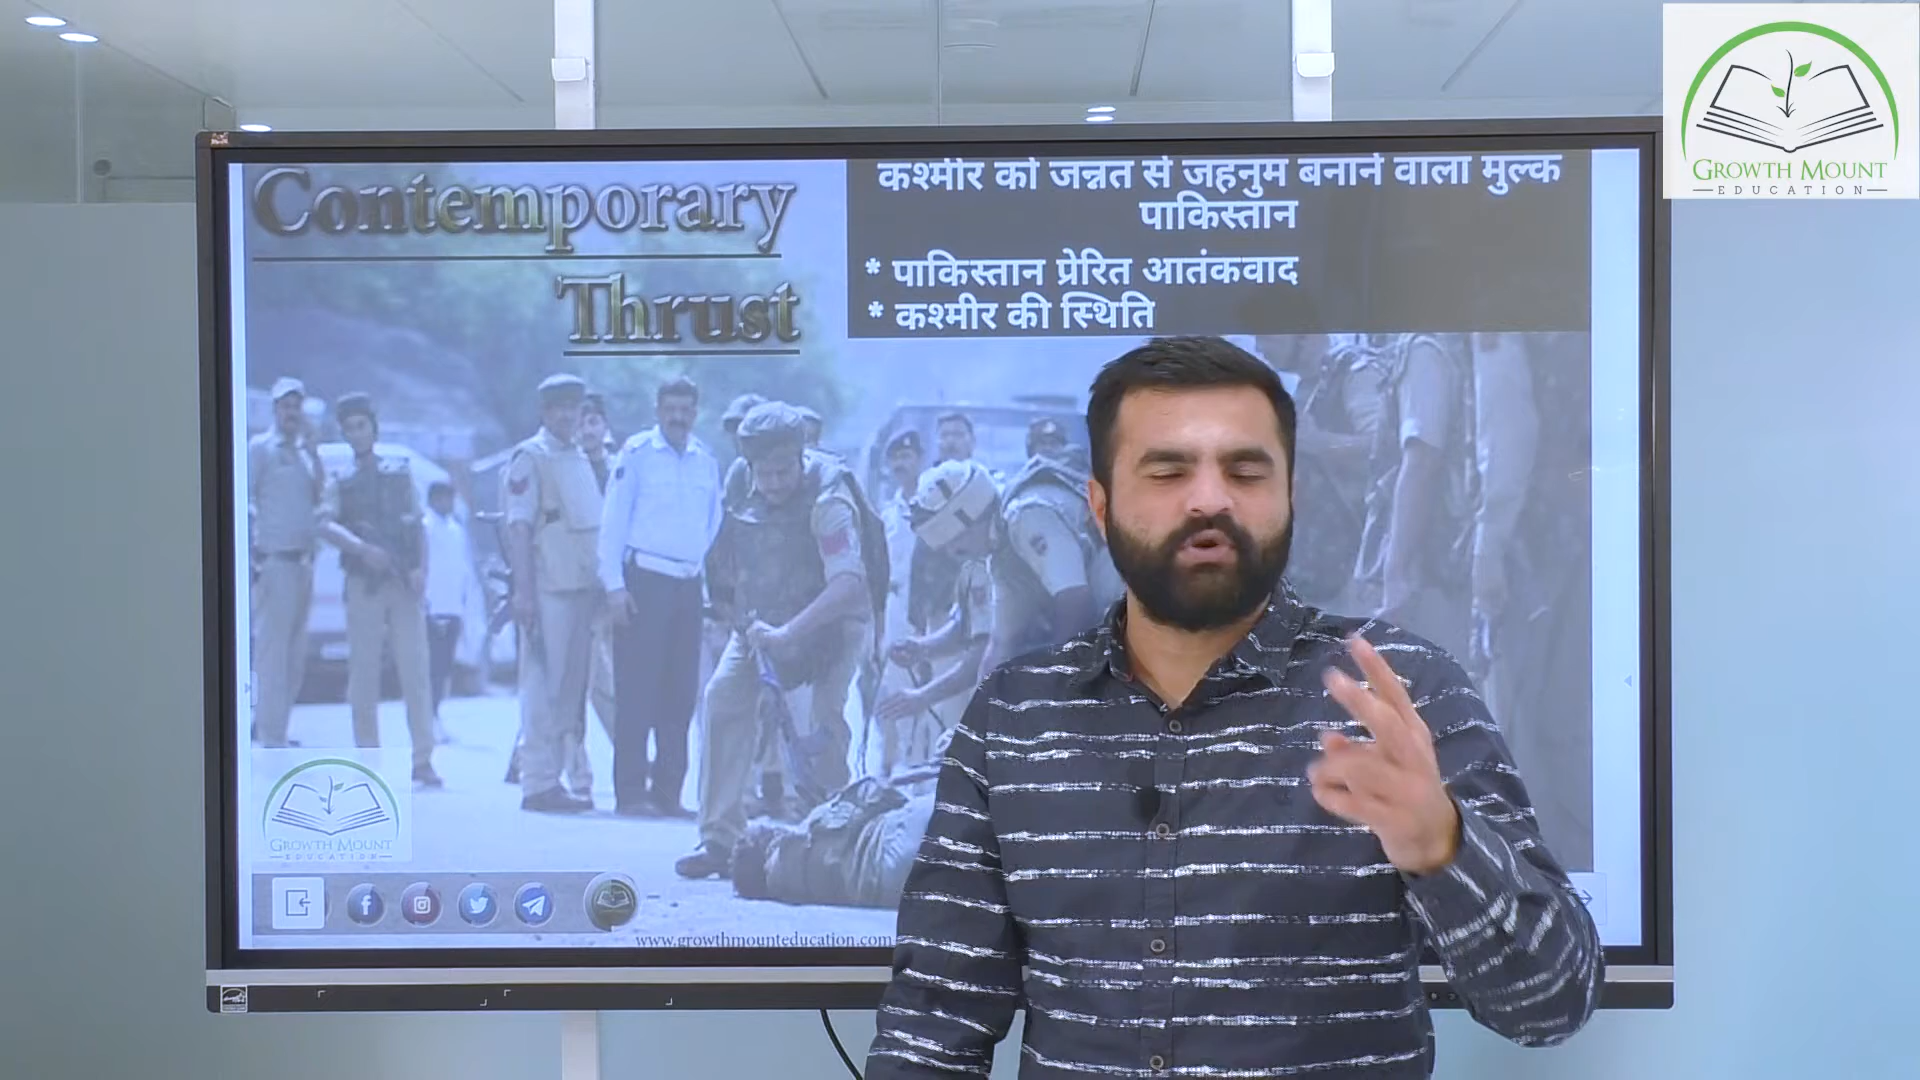 Contemporary
Thrust
कश्मीर को जन्नत से जहनुम बनाने वाला मुल्क
पाकिस्तान
* पाकिस्तान प्रेरित आतंकवाद
* कश्मीर की स्थिति
GROWTH MOUNT
EDUCATION
GROWTH MOUNT
EDUCATION
www.growthmounteducation.com